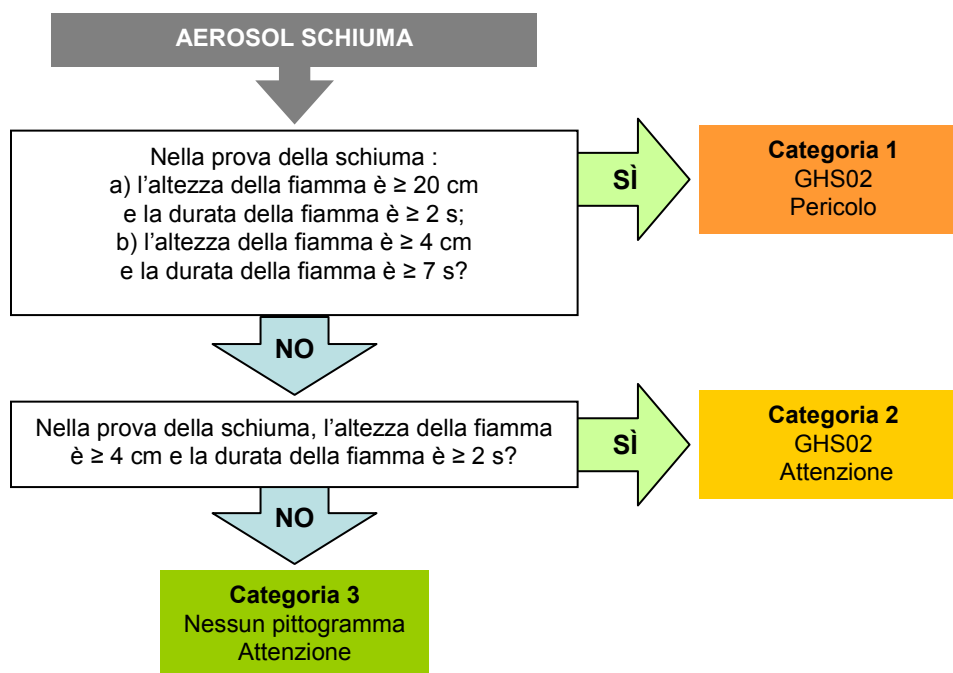 AEROSOL SCHIUMA
Nella prova della schiuma :
a) l’altezza della fiamma è ≥ 20 cm
e la durata della fiamma è ≥ 2 s;
b) l’altezza della fiamma è ≥ 4 cm
e la durata della fiamma è ≥ 7 s?
SÌ
Categoria 1
GHS02
Pericolo
NO
Nella prova della schiuma, l’altezza della fiamma
è ≥ 4 cm e la durata della fiamma è ≥ 2 s?
SÌ
Categoria 2
GHS02
Attenzione
NO
Categoria 3
Nessun pittogramma
Attenzione